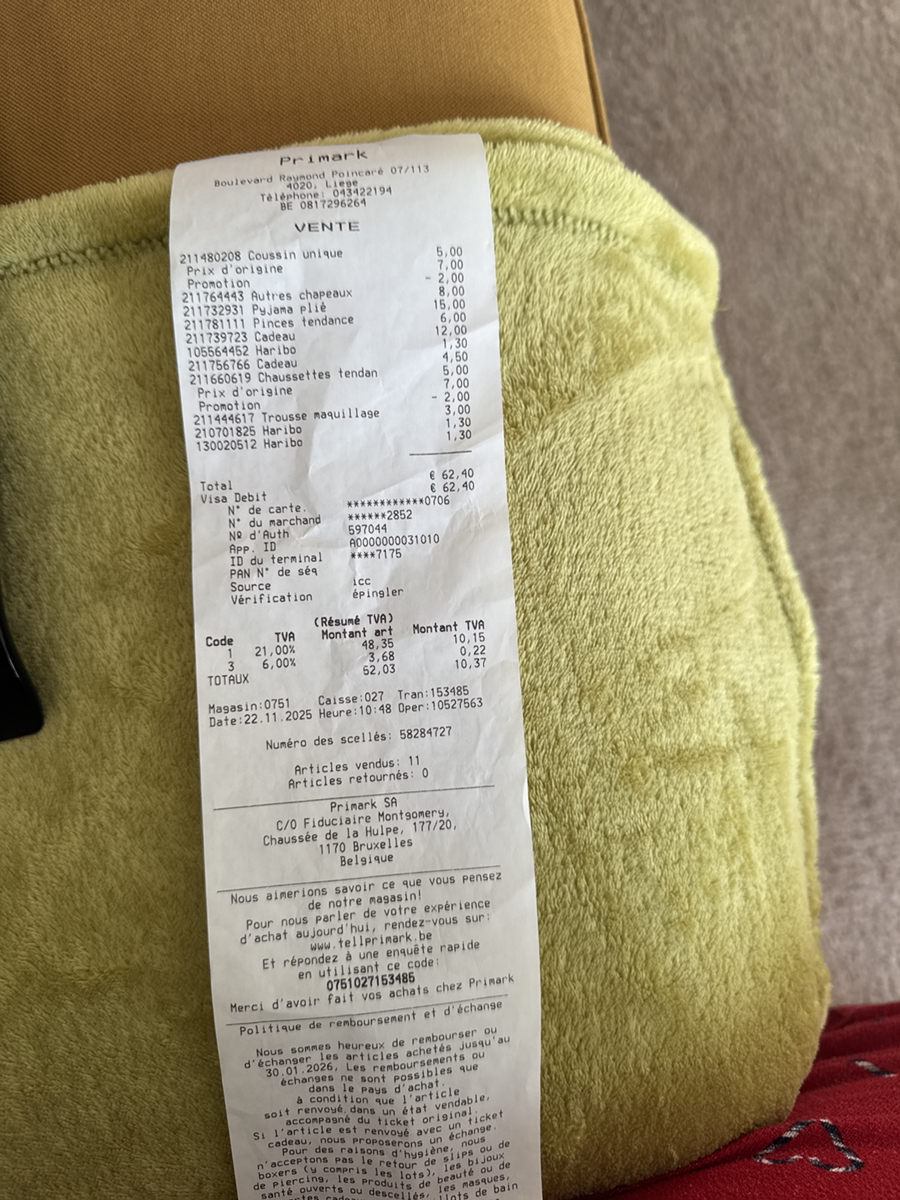 Primark
Boulevard Raymond Poincaré 07/113
4020, Liege
Téléphone: 043422194
BE 0817296264
VENTE
211480208 Coussin unique 5,00
Prix d'origine 7,00
Promotion - 2,00
211764443 Autres chapeaux 8,00
211732931 Pyjama plié 15,00
211781111 Pinces tendance 6,00
211739723 Cadeau 12,00
105564452 Haribo 1,30
211756766 Cadeau 4,50
211660619 Chaussettes tendan 5,00
Prix d'origine 7,00
Promotion - 2,00
211444617 Trousse maquillage 3,00
210701825 Haribo 1,30
130020512 Haribo 1,30
Total € 62,40
Visa Debit € 62,40
N° de carte. ************0706
N° du marchand ******2852
Nº d'Auth 597044
App. ID A0000000031010
ID du terminal ****7175
PAN N° de séq
Source icc
Vérification épingler
(Résumé TVA)
Code TVA Montant art Montant TVA
1 21,00% 48,35 10,15
3 6,00% 3,68 0,22
TOTAUX 52,03 10,37
Magasin:0751 Caisse:027 Tran:153485
Date:22.11.2025 Heure:10:48 Oper:10527563
Numéro des scellés: 58284727
Articles vendus: 11
Articles retournés: 0
Primark SA
C/O Fiduciaire Montgomery,
Chaussée de la Hulpe, 177/20,
1170 Bruxelles
Belgique
Nous aimerions savoir ce que vous pensez
de notre magasin!
Pour nous parler de votre expérience
d'achat aujourd'hui, rendez-vous sur:
www.tellprimark.be
Et répondez à une enquête rapide
en utilisant ce code:
0751027153485
Merci d'avoir fait vos achats chez Primark
Politique de remboursement et d'échange
Nous sommes heureux de rembourser ou
d'échanger les articles achetés jusqu'au
30.01.2026, Les remboursements ou
échanges ne sont possibles que
dans le pays d'achat.
à condition que l'article
soit renvoyé dans un état vendable,
accompagné du ticket original.
Si l'article est renvoyé avec un ticket
cadeau, nous proposerons un échange.
Pour des raisons d'hygiène, nous
n'acceptons pas le retour de slips ou de
boxers (y compris les lots), les bijoux
de piercing, les produits de beauté ou de
santé ouverts ou descellés, les masques,
lots de bain